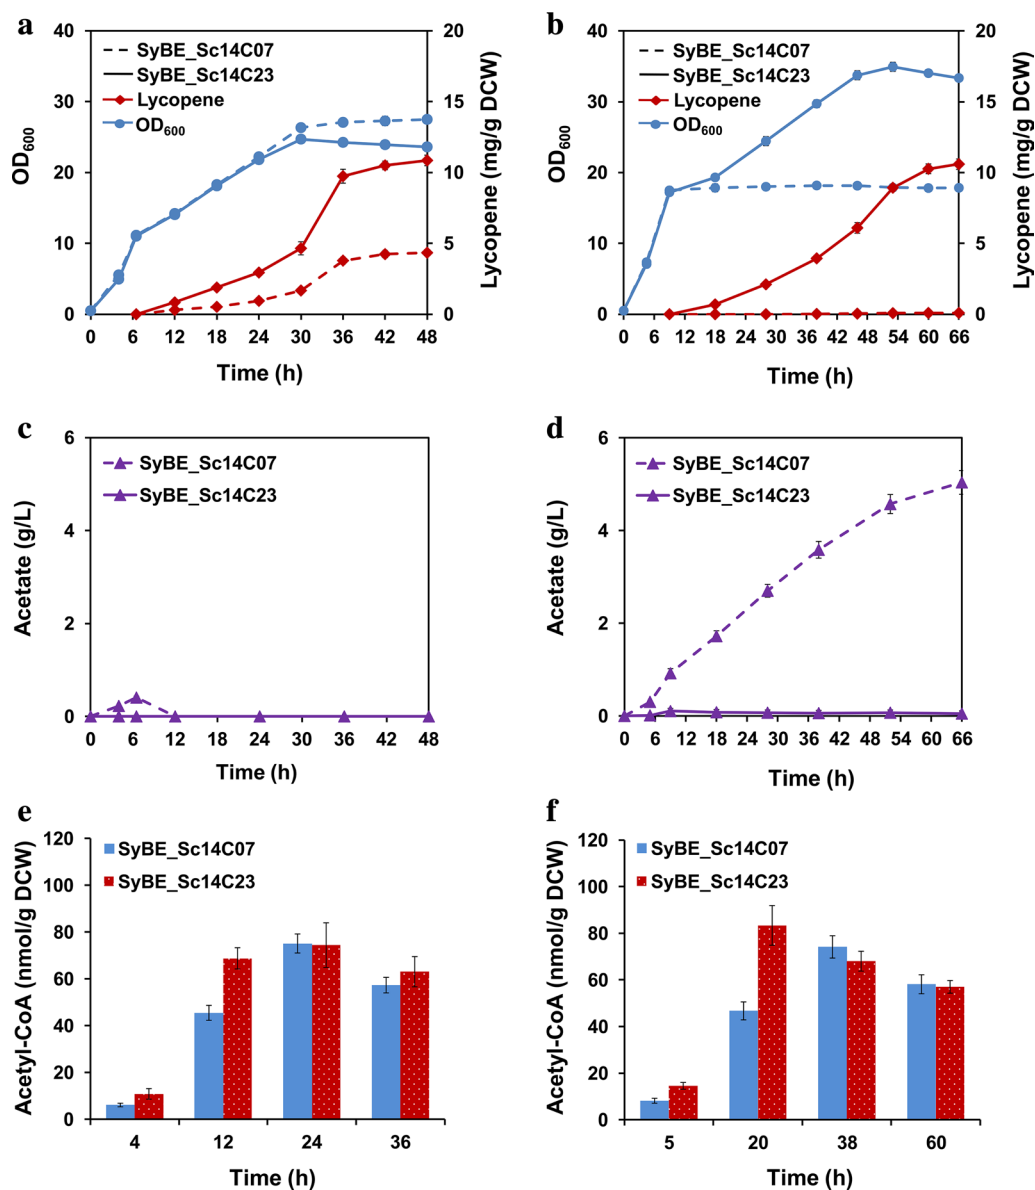 a
40
30
20
10
0
OD600
20
15
10
5
0
Lycopene (mg/g DCW)
SyBE_Sc14C07
SyBE_Sc14C23
Lycopene
OD600
0 6 12 18 24 30 36 42 48
Time (h)
b
40
30
20
10
0
OD600
20
15
10
5
0
Lycopene (mg/g DCW)
SyBE_Sc14C07
SyBE_Sc14C23
Lycopene
OD600
0 6 12 18 24 30 36 42 48 54 60 66
Time (h)
c
6
4
2
0
Acetate (g/L)
SyBE_Sc14C07
SyBE_Sc14C23
0 6 12 18 24 30 36 42 48
Time (h)
d
6
4
2
0
Acetate (g/L)
SyBE_Sc14C07
SyBE_Sc14C23
0 6 12 18 24 30 36 42 48 54 60 66
Time (h)
e
120
100
80
60
40
20
0
Acetyl-CoA (nmol/g DCW)
SyBE_Sc14C07
SyBE_Sc14C23
4 12 24 36
Time (h)
f
120
100
80
60
40
20
0
Acetyl-CoA (nmol/g DCW)
SyBE_Sc14C07
SyBE_Sc14C23
5 20 38 60
Time (h)